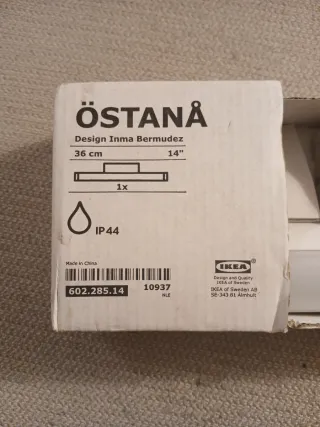 ÖSTANÅ
Design Inma Bermudez
36 cm 14"
1x
IP44
Made in China
602.285.14 10937
NLE
IKEA
Design and Quality
IKEA of Sweden
IKEA of Sweden AB
SE-343 81 Älmhult